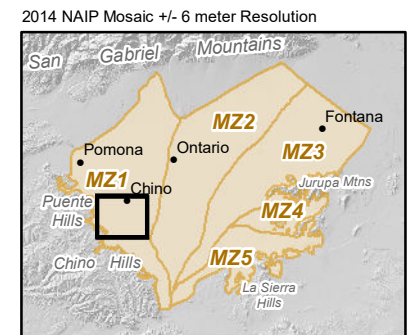 2014 NAIP Mosaic +/- 6 meter Resolution
San Gabriel Mountains
MZ2
Fontana
Pomona
Ontario
MZ3
MZ1
Chino
Jurupa Mtns
Puente
Hills
MZ4
Chino Hills
MZ5
La Sierra
Hills